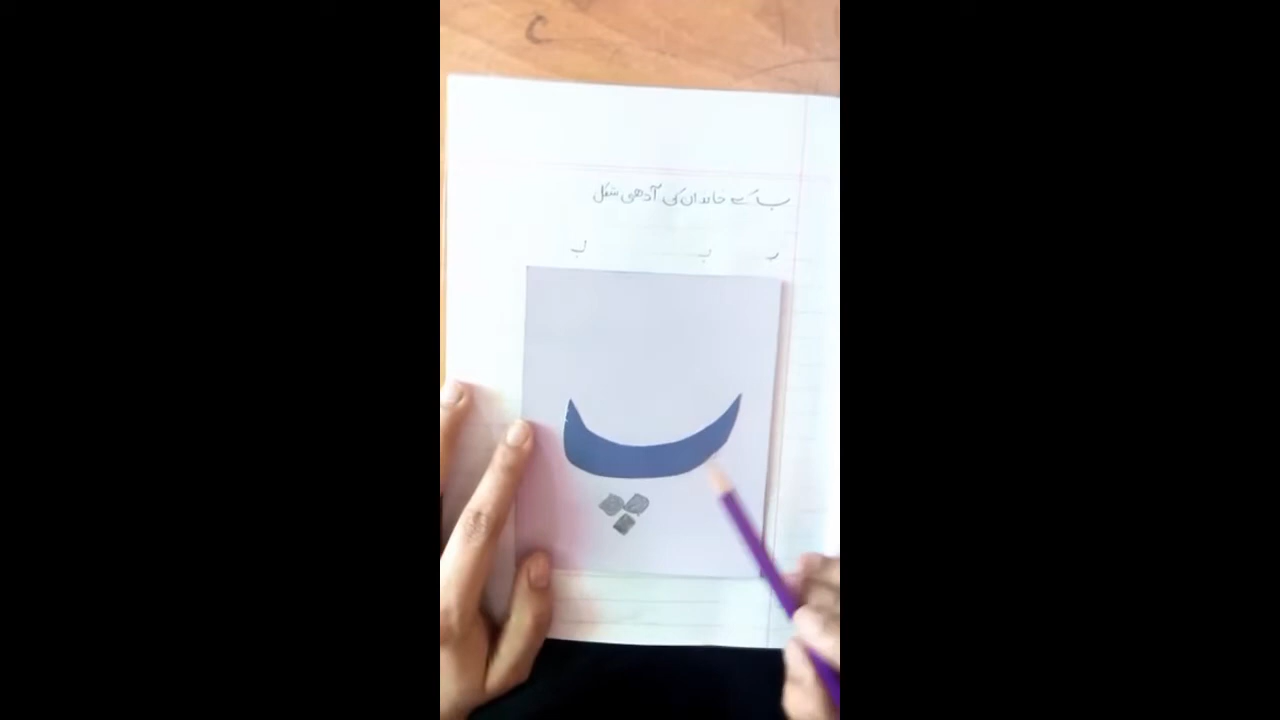 ب کے خاندان کی آدھی شکل
ب ب ب
پ